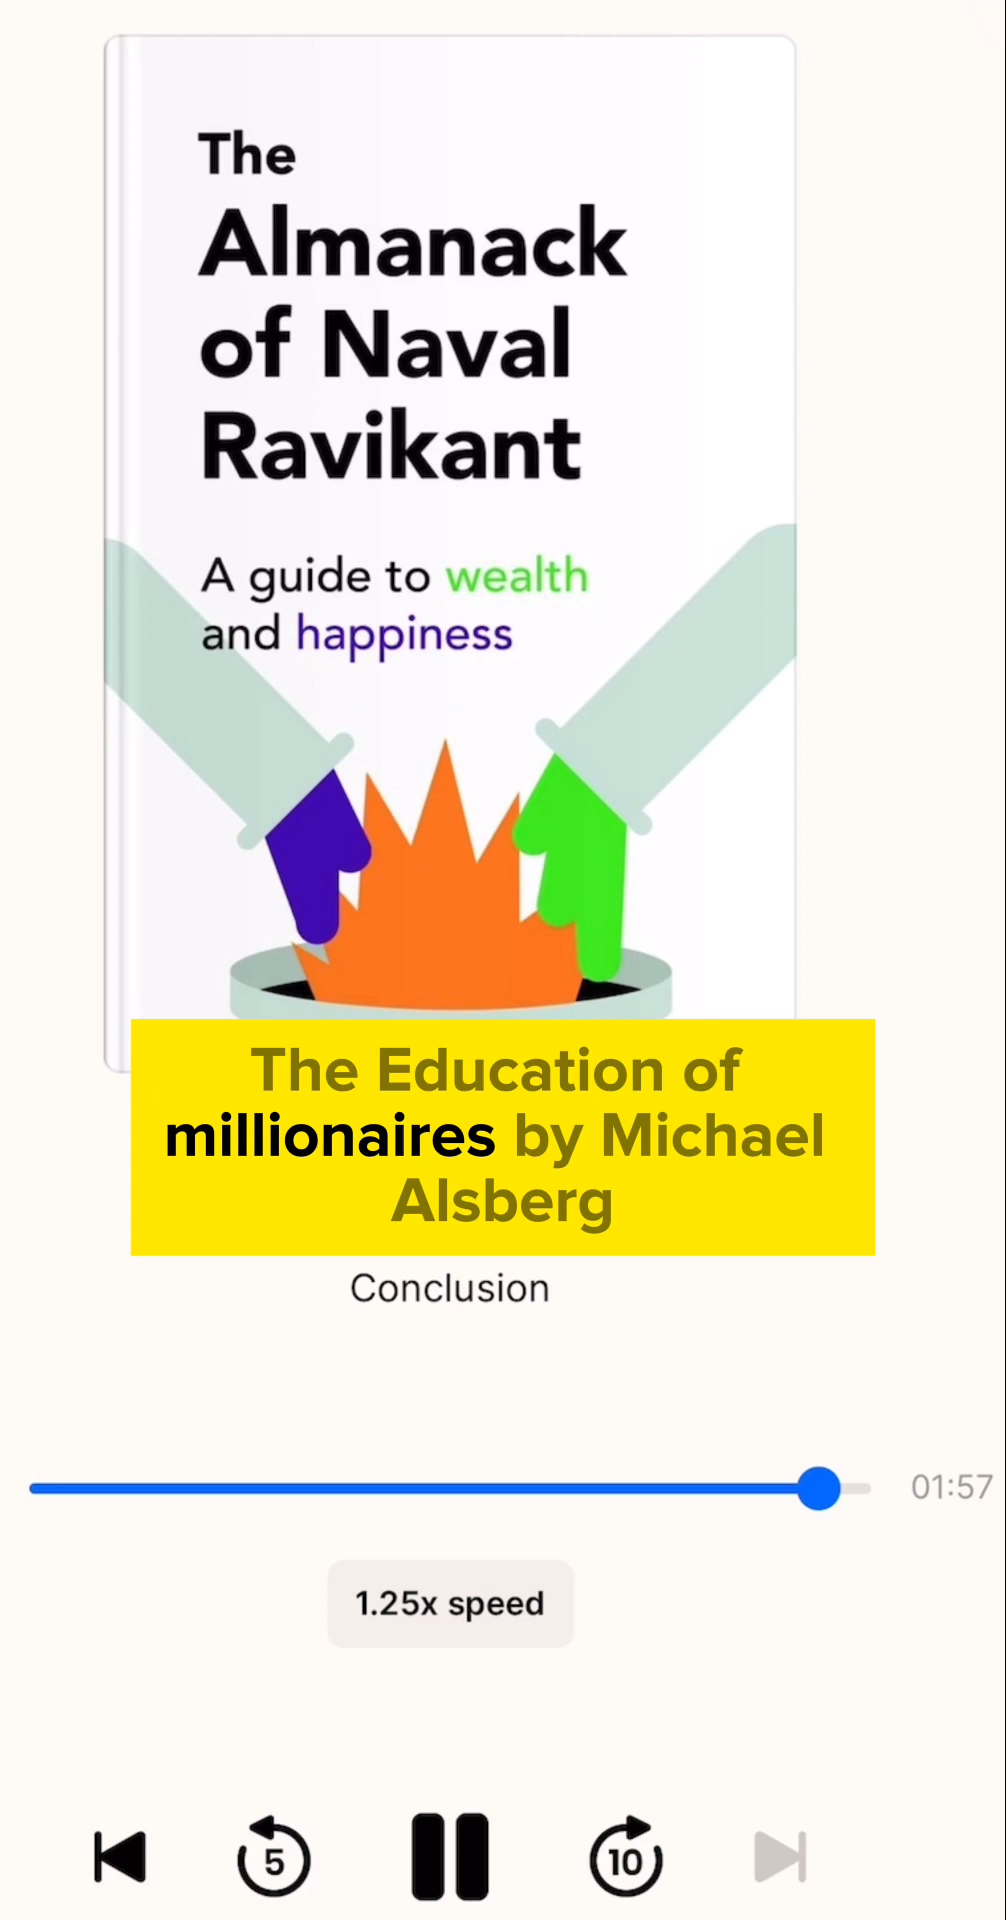 The
Almanack
of Naval
Ravikant
A guide to wealth
and happiness
The Education of
millionaires by Michael
Alsberg
Conclusion
01:57
1.25x speed
5
10